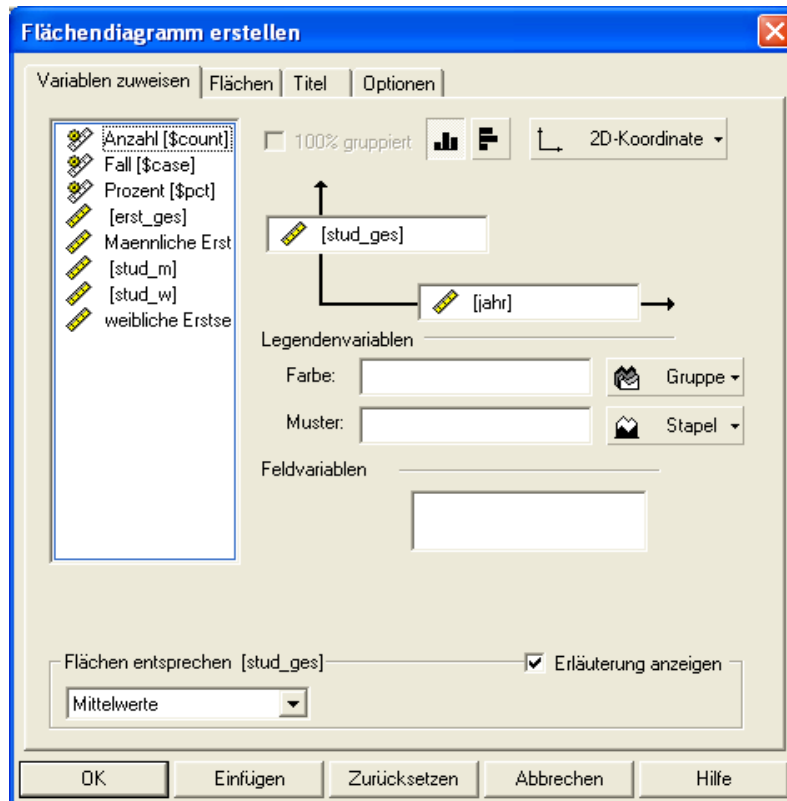 Flächendiagramm erstellen
Variablen zuweisen Flächen Titel Optionen
Anzahl [$count]
Fall [$case]
Prozent [$pct]
[erst_ges]
Maennliche Erst
[stud_m]
[stud_w]
weibliche Erstse
100% gruppiert
2D-Koordinate
[stud_ges]
[jahr]
Legendenvariablen
Farbe:
Gruppe
Muster:
Stapel
Feldvariablen
Flächen entsprechen [stud_ges]
Erläuterung anzeigen
Mittelwerte
OK Einfügen Zurücksetzen Abbrechen Hilfe